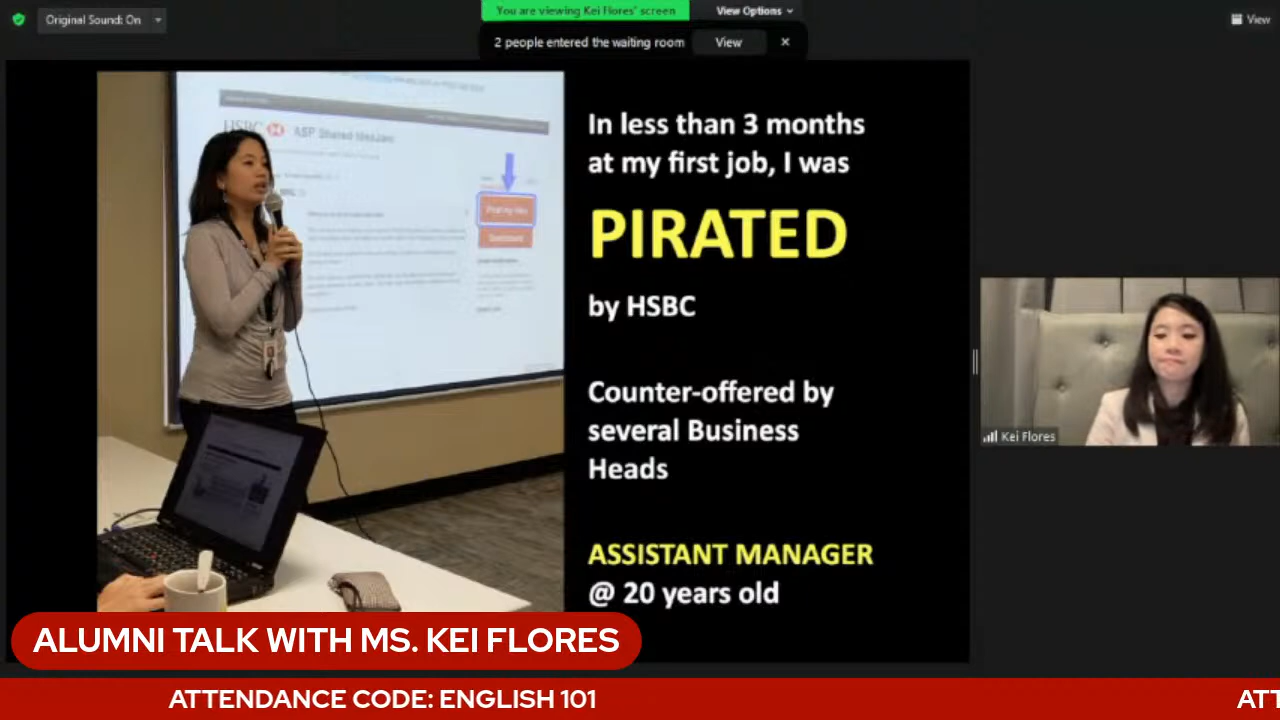 Original Sound: On
You are viewing Kei Flores' screen
View Options
View
2 people entered the waiting room
View
HSBC
In less than 3 months
at my first job, I was
PIRATED
by HSBC
Counter-offered by
several Business
Heads
ASSISTANT MANAGER
@ 20 years old
Kei Flores
ALUMNI TALK WITH MS. KEI FLORES
ATTENDANCE CODE: ENGLISH 101
ATT